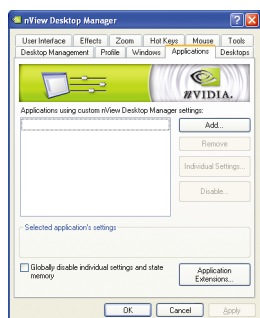 nView Desktop Manager
User Interface Effects Zoom Hot Keys Mouse Tools
Desktop Management Profile Windows Applications Desktops
NVIDIA.
Applications using custom nView Desktop Manager settings:
Add...
Remove
Individual Settings...
Disable...
Selected application's settings
Globally disable individual settings and state
memory
Application
Extensions...
OK Cancel Apply